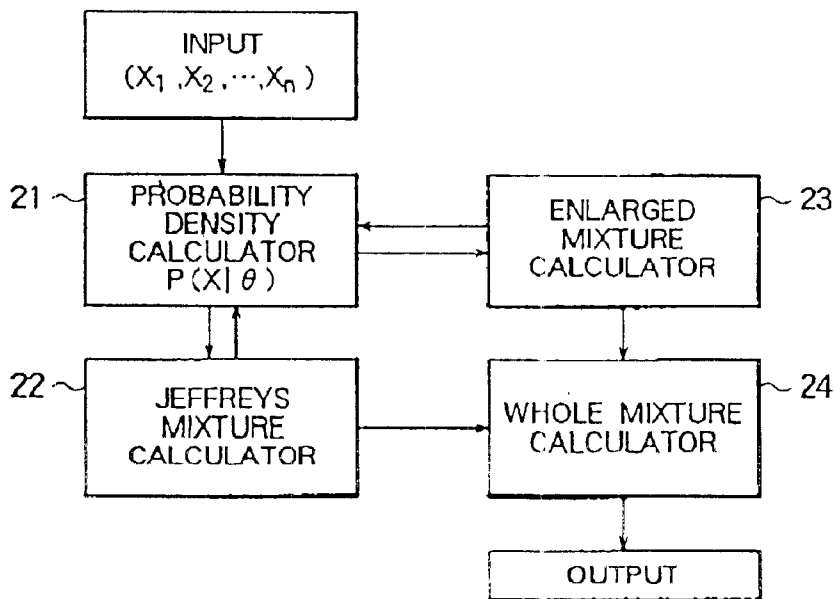 INPUT
(X₁,X₂,⋯,Xₙ)
21
PROBABILITY
DENSITY
CALCULATOR
P(X|θ)
23
ENLARGED
MIXTURE
CALCULATOR
22
JEFFREYS
MIXTURE
CALCULATOR
24
WHOLE MIXTURE
CALCULATOR
OUTPUT